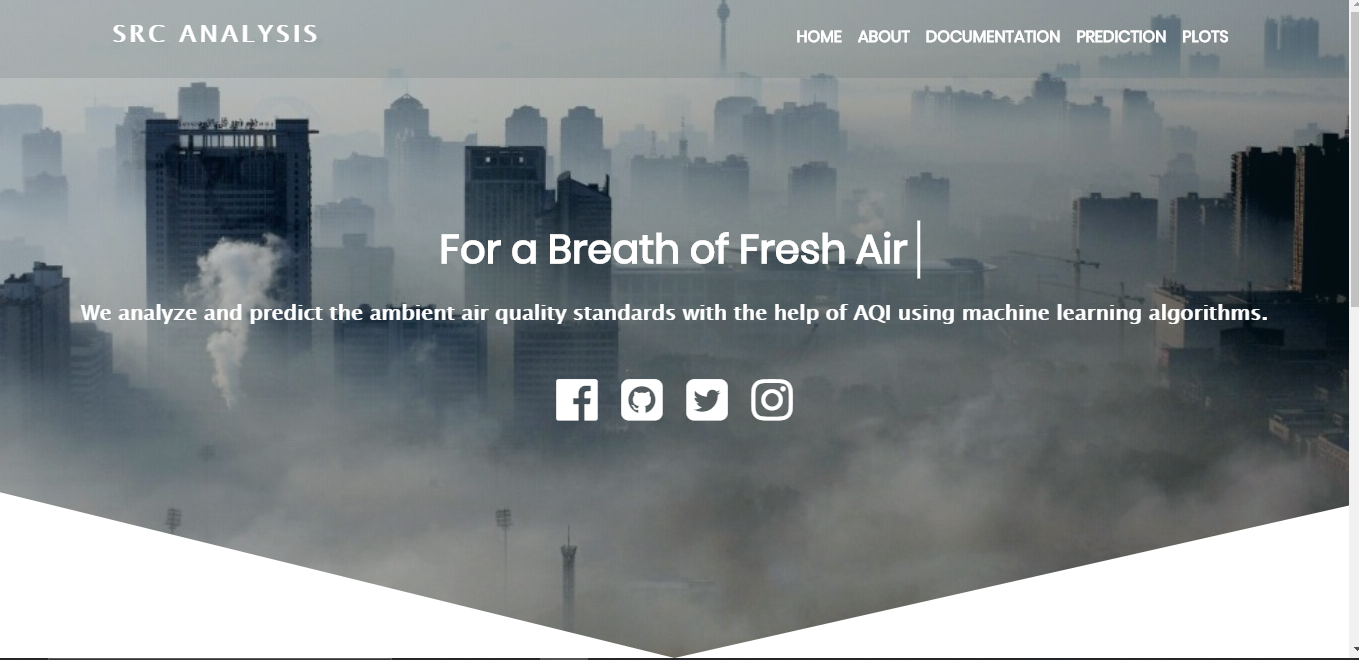 SRC ANALYSIS
HOME ABOUT DOCUMENTATION PREDICTION PLOTS
For a Breath of Fresh Air
We analyze and predict the ambient air quality standards with the help of AQI using machine learning algorithms.